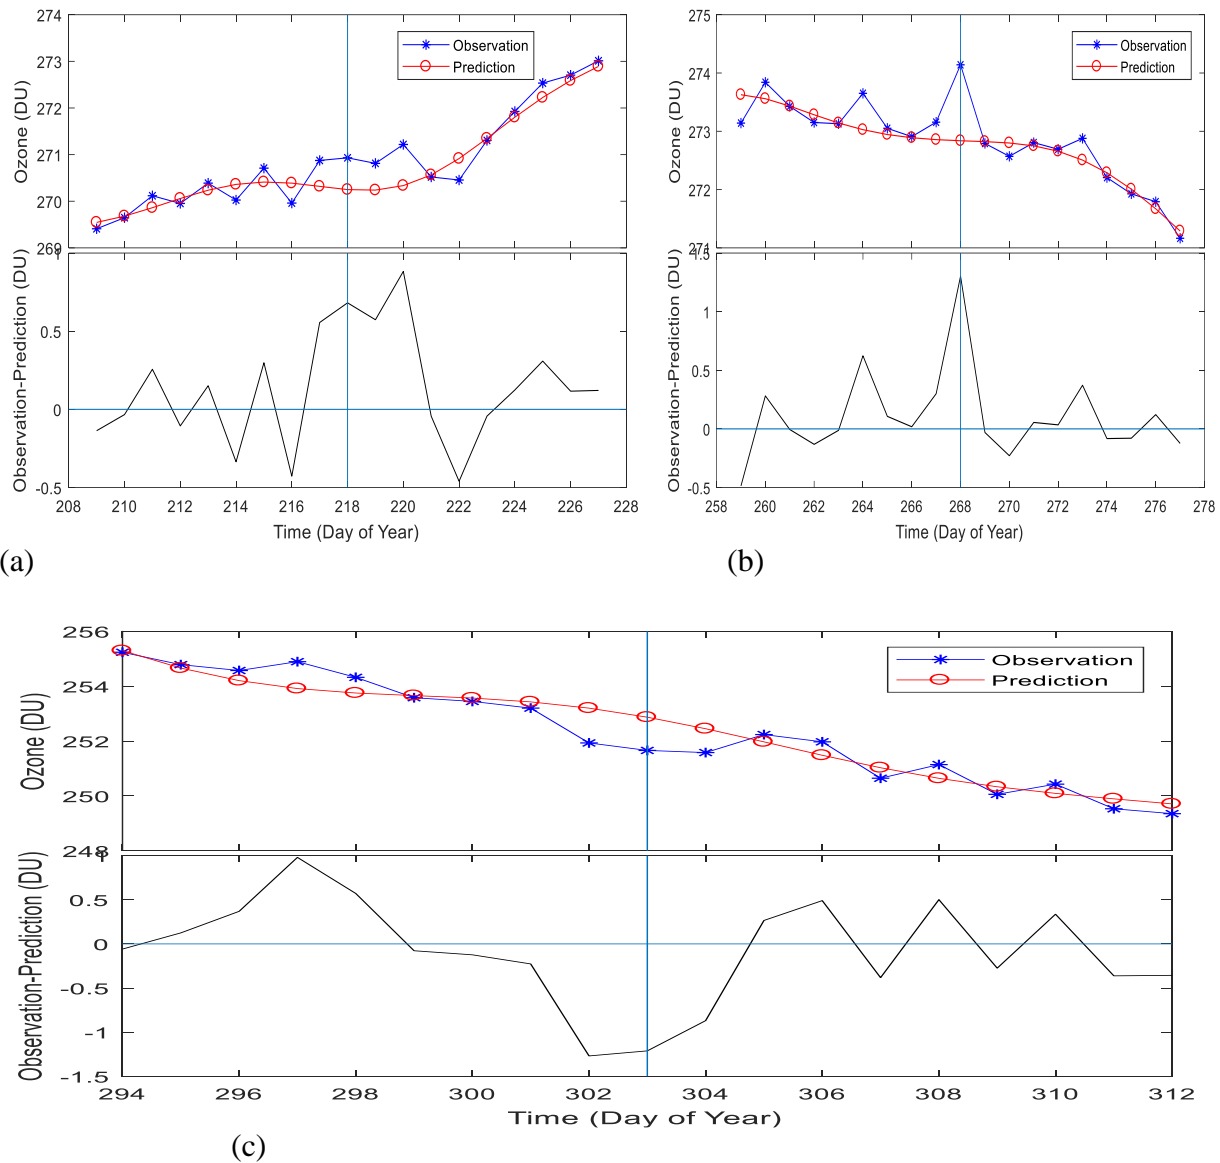 274
273
272
271
270
269
Ozone (DU)
Observation
Prediction
1
0.5
0
-0.5
Observation-Prediction (DU)
208 210 212 214 216 218 220 222 224 226 228
Time (Day of Year)
(a)
275
274
273
272
271
Ozone (DU)
Observation
Prediction
1.5
1
0.5
0
-0.5
Observation-Prediction (DU)
258 260 262 264 266 268 270 272 274 276 278
Time (Day of Year)
(b)
256
254
252
250
248
Ozone (DU)
Observation
Prediction
1
0.5
0
-0.5
-1
-1.5
Observation-Prediction (DU)
294 296 298 300 302 304 306 308 310 312
Time (Day of Year)
(c)